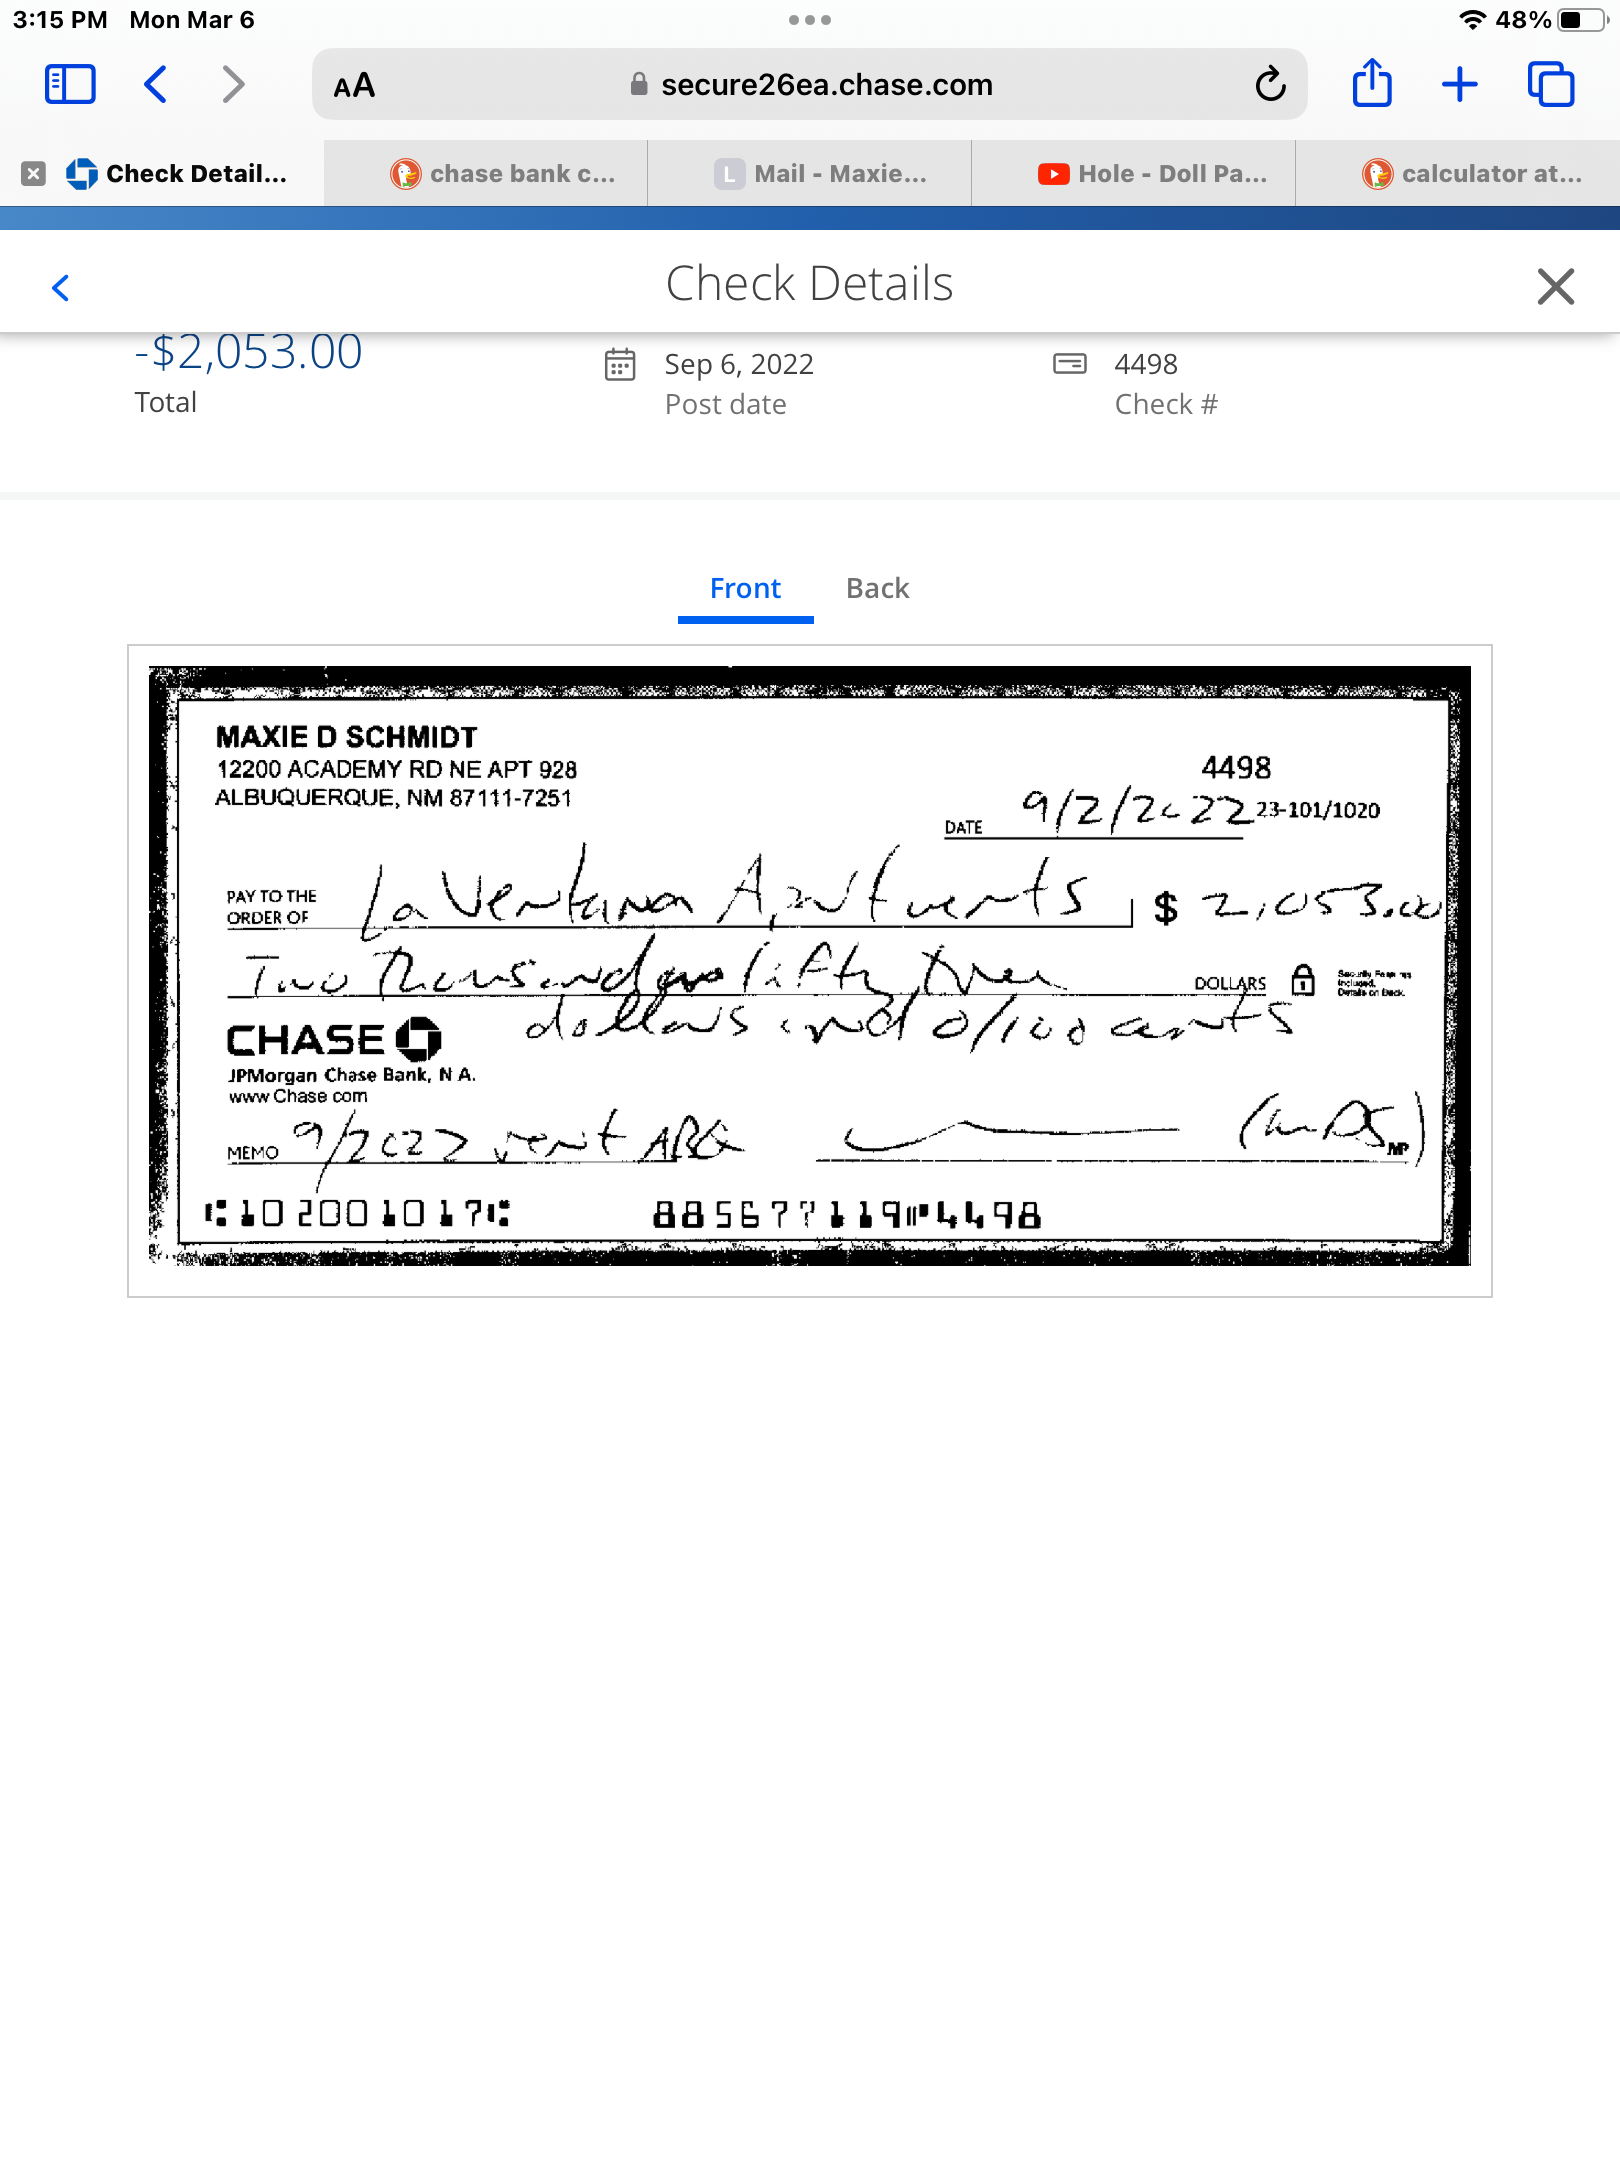 3:15 PM Mon Mar 6 48%
AA secure26ea.chase.com
Check Detail... chase bank c... L Mail - Maxie... Hole - Doll Pa... calculator at...
Check Details
-$2,053.00 Sep 6, 2022 4498
Total Post date Check #
Front Back
MAXIE D SCHMIDT
12200 ACADEMY RD NE APT 928 4498
ALBUQUERQUE, NM 87111-7251
DATE 9/2/2022 23-101/1020
PAY TO THE ORDER OF La Ventana Apartments $ 2,053.00
Two thousand fifty three DOLLARS Security Features Included. Details on Back.
dollars and 0/100 cents
CHASE
JPMorgan Chase Bank, N A.
www Chase com
MEMO 9/2022 rent ABQ (MDS) MP
⑆102001017⑆ 885677119⑈4498